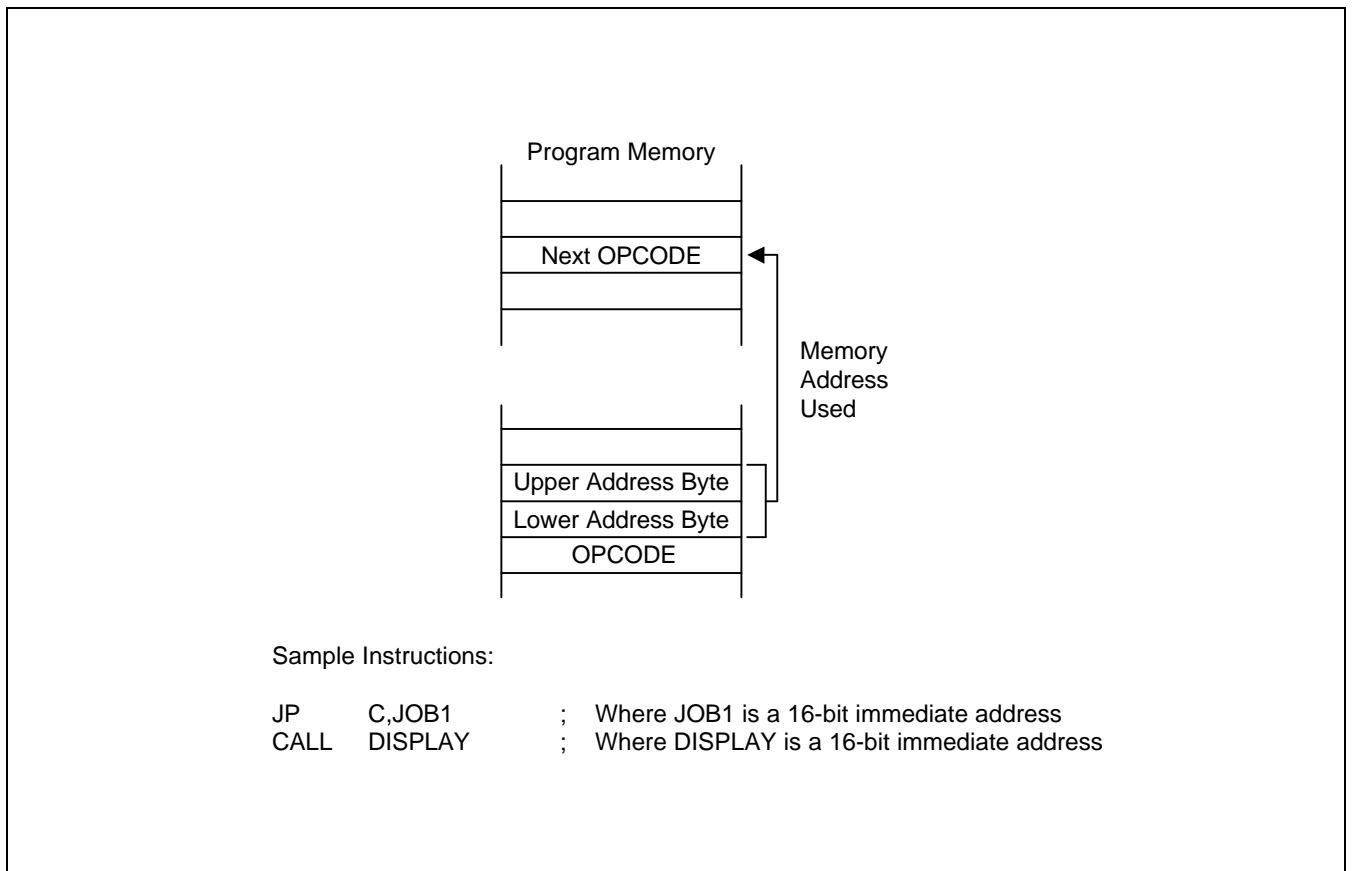 Program Memory
Next OPCODE
Memory
Address
Used
Upper Address Byte
Lower Address Byte
OPCODE
Sample Instructions:
JP C,JOB1 ; Where JOB1 is a 16-bit immediate address
CALL DISPLAY ; Where DISPLAY is a 16-bit immediate address